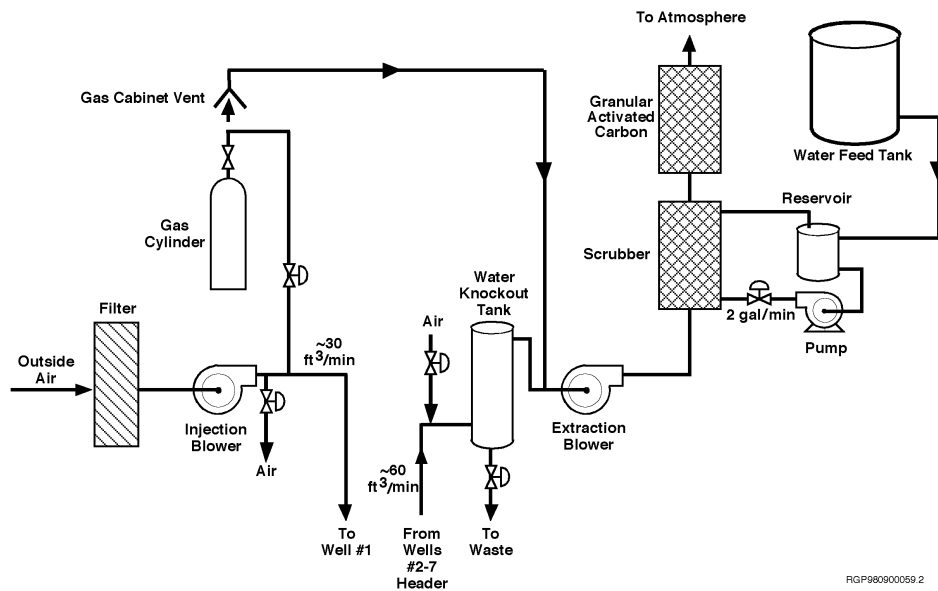 To Atmosphere
Gas Cabinet Vent
Granular
Activated
Carbon
Water Feed Tank
Reservoir
Gas
Cylinder
Scrubber
Water
Knockout
Tank
Filter
Air
2 gal/min
Pump
~30
ft3/min
Outside
Air
Injection
Blower
Extraction
Blower
Air
~60
ft3/min
To
Well #1
From
Wells
#2-7
Header
To
Waste
RGP980900059.2